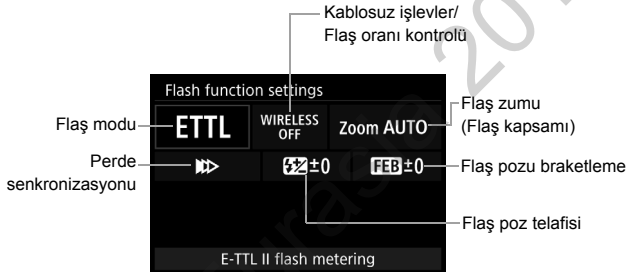 Kablosuz işlevler/
Flaş oranı kontrolü
Flash function settings
Flaş modu
ETTL
WIRELESS
OFF
Zoom AUTO
Flaş zumu
(Flaş kapsamı)
Perde
senkronizasyonu
±0
FEB±0
Flaş pozu braketleme
Flaş poz telafisi
E-TTL II flash metering